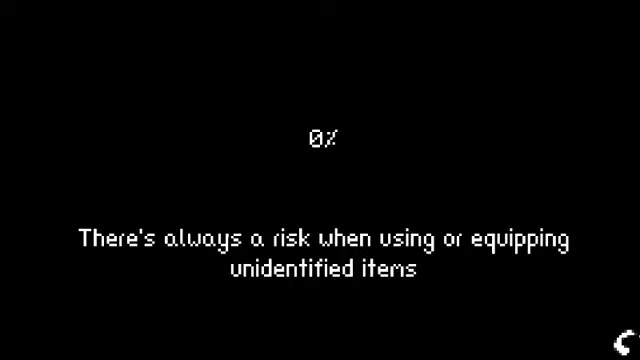 0%
There's always a risk when using or equipping
unidentified items